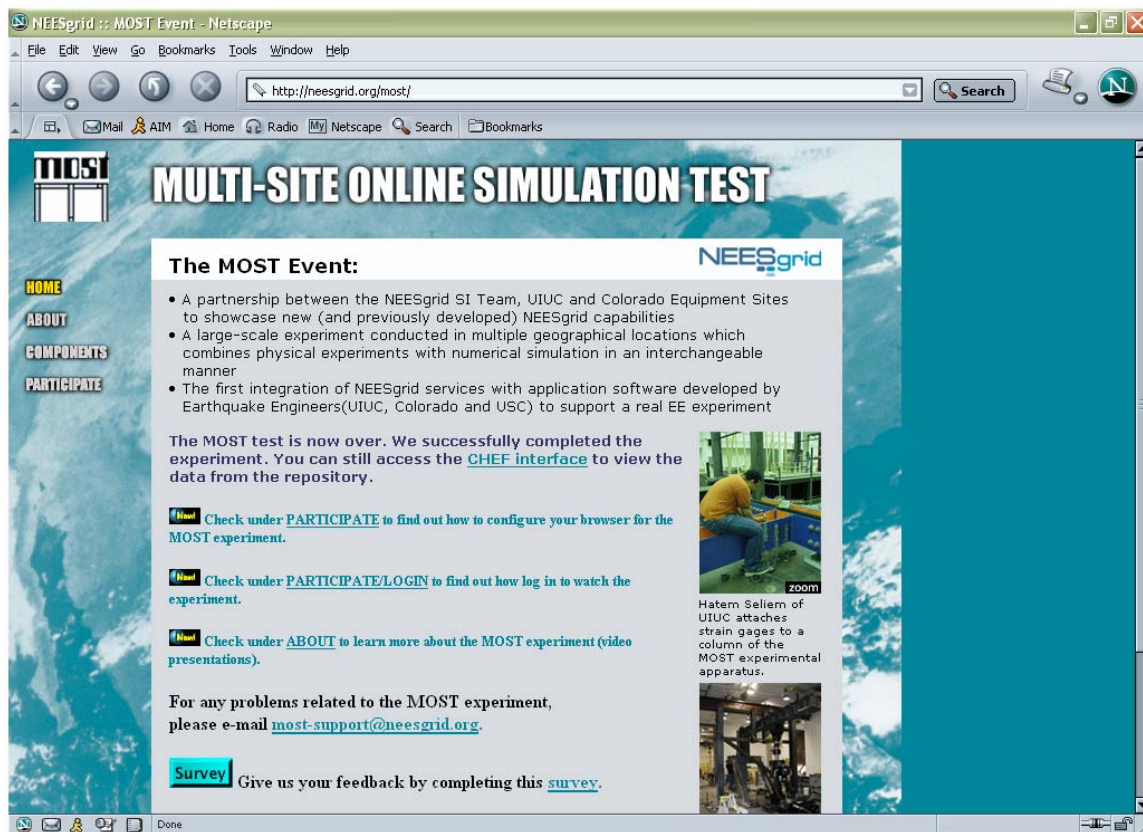 NEESgrid :: MOST Event - Netscape
File Edit View Go Bookmarks Tools Window Help
http://neesgrid.org/most/
Search
N
Mail AIM Home Radio My Netscape Search Bookmarks
most
MULTI-SITE ONLINE SIMULATION TEST
The MOST Event:
NEESgrid
HOME
ABOUT
COMPONENTS
PARTICIPATE
• A partnership between the NEESgrid SI Team, UIUC and Colorado Equipment Sites
to showcase new (and previously developed) NEESgrid capabilities
• A large-scale experiment conducted in multiple geographical locations which
combines physical experiments with numerical simulation in an interchangeable
manner
• The first integration of NEESgrid services with application software developed by
Earthquake Engineers(UIUC, Colorado and USC) to support a real EE experiment
The MOST test is now over. We successfully completed the
experiment. You can still access the CHEF interface to view the
data from the repository.
New! Check under PARTICIPATE to find out how to configure your browser for the
MOST experiment.
New! Check under PARTICIPATE/LOGIN to find out how log in to watch the
experiment.
New! Check under ABOUT to learn more about the MOST experiment (video
presentations).
For any problems related to the MOST experiment,
please e-mail most-support@neesgrid.org.
Survey Give us your feedback by completing this survey.
zoom
Hatem Seliem of
UIUC attaches
strain gages to a
column of the
MOST experimental
apparatus.
Done